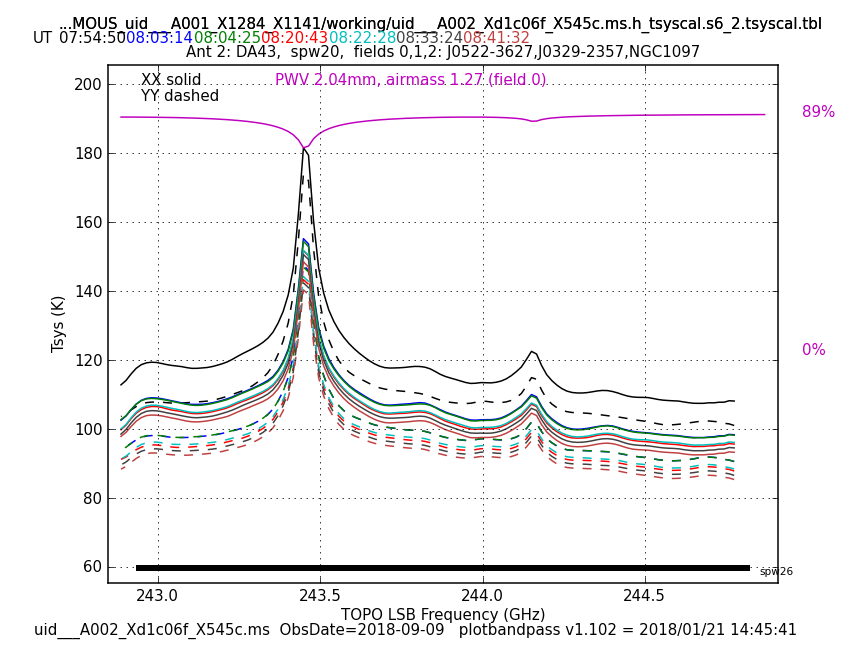 ...MOUS_uid___A001_X1284_X1141/working/uid___A002_Xd1c06f_X545c.ms.h_tsyscal.s6_2.tsyscal.tbl
UT 07:54:50 08:03:14 08:04:25 08:20:43 08:22:28 08:33:24 08:41:32
Ant 2: DA43,  spw20,  fields 0,1,2: J0522-3627,J0329-2357,NGC1097
XX solid
PWV 2.04mm, airmass 1.27 (field 0)
YY dashed
200
180
160
140
120
100
80
60
Tsys (K)
89%
0%
spw26
243.0
243.5
244.0
244.5
TOPO LSB Frequency (GHz)
uid___A002_Xd1c06f_X545c.ms  ObsDate=2018-09-09   plotbandpass v1.102 = 2018/01/21 14:45:41